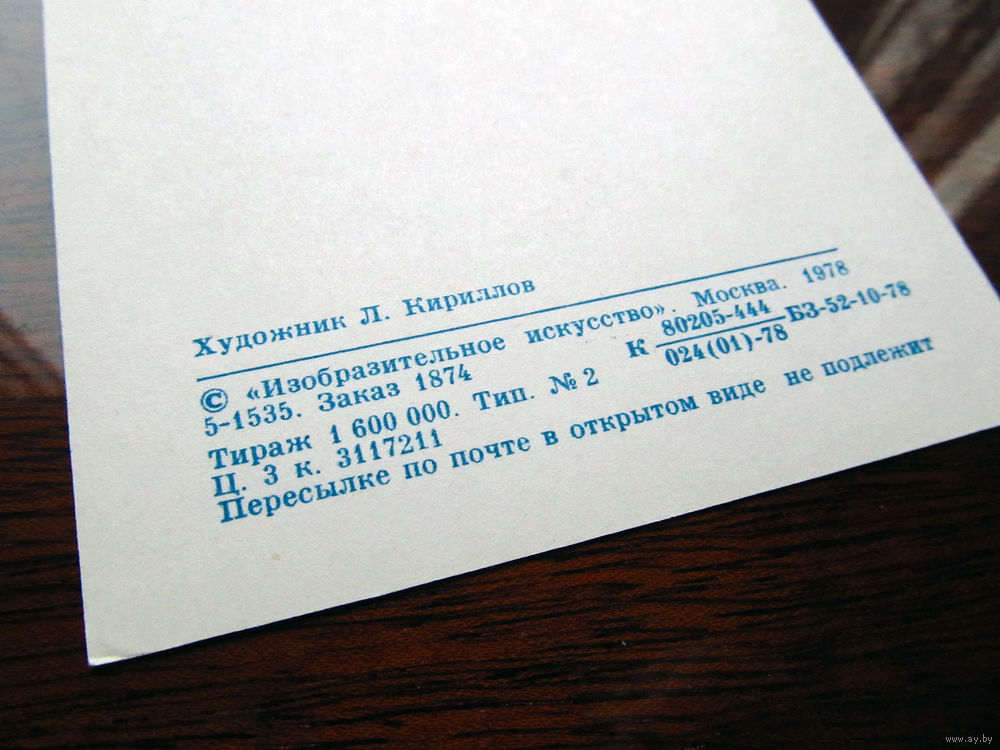 Художник Л. Кириллов
© «Изобразительное искусство». Москва. 1978
5-1535. Заказ 1874 К 80205-444 БЗ-52-10-78
024(01)-78
Тираж 1 600 000. Тип. № 2
Ц. 3 к. 3117211
Пересылке по почте в открытом виде не подлежит
www.ay.by